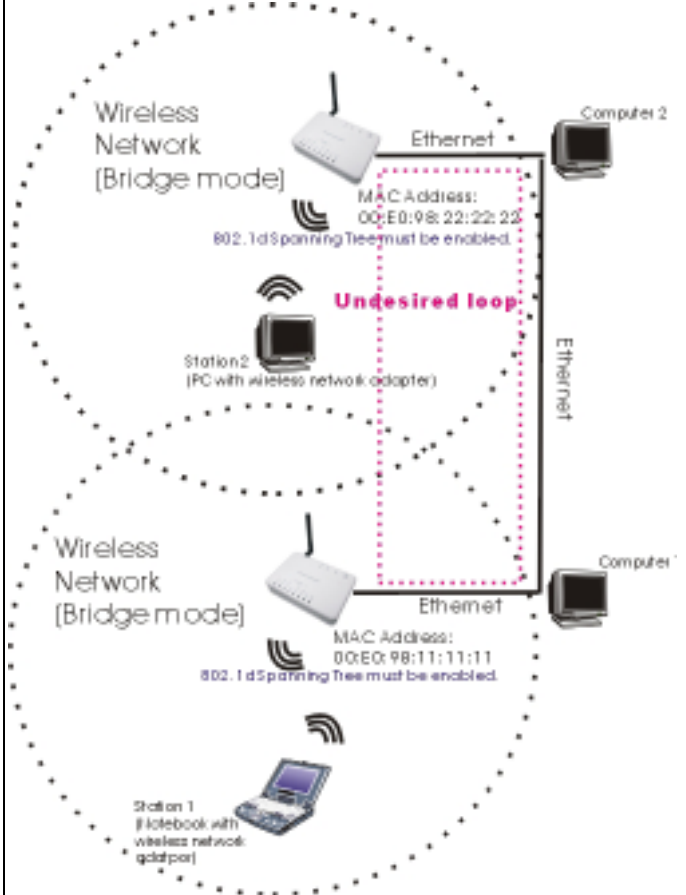 Wireless
Network
(Bridge mode)
Ethernet
Computer 2
MAC Address:
00:E0:98:22:22:22
802.1d Spanning Tree must be enabled.
Undesired loop
Station 2
(PC with wireless network adapter)
Ethernet
Wireless
Network
(Bridge mode)
Computer
Ethernet
MAC Address:
00:E0:98:11:11:11
802.1d Spanning Tree must be enabled.
Station 1
(Notebook with
wireless network
adatpor)